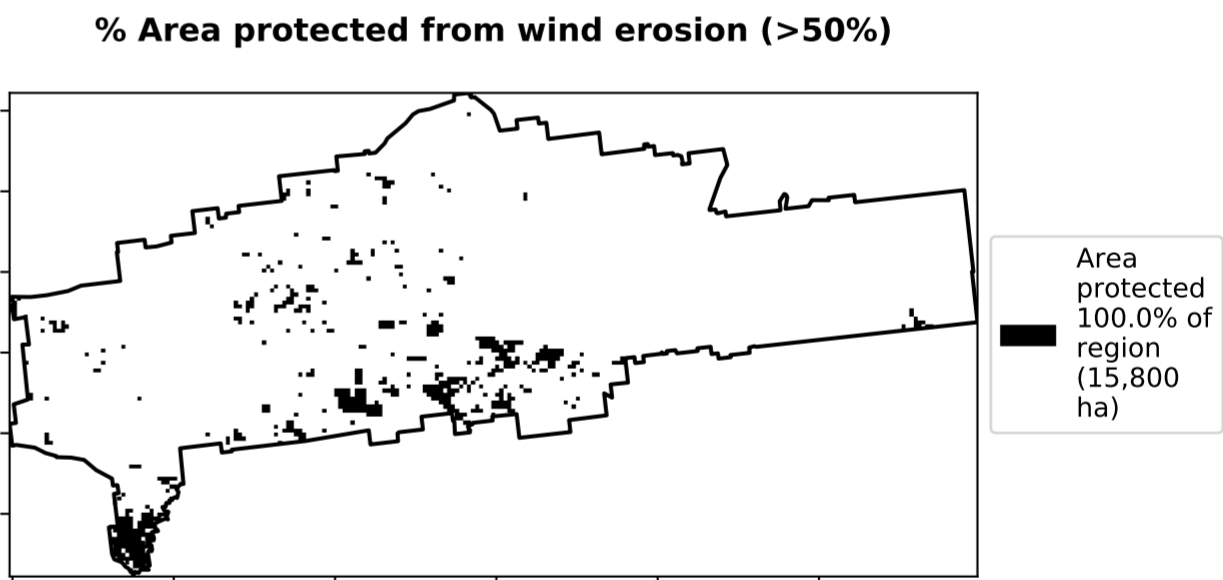 % Area protected from wind erosion (>50%)
Area
protected
100.0% of
region
(15,800
ha)